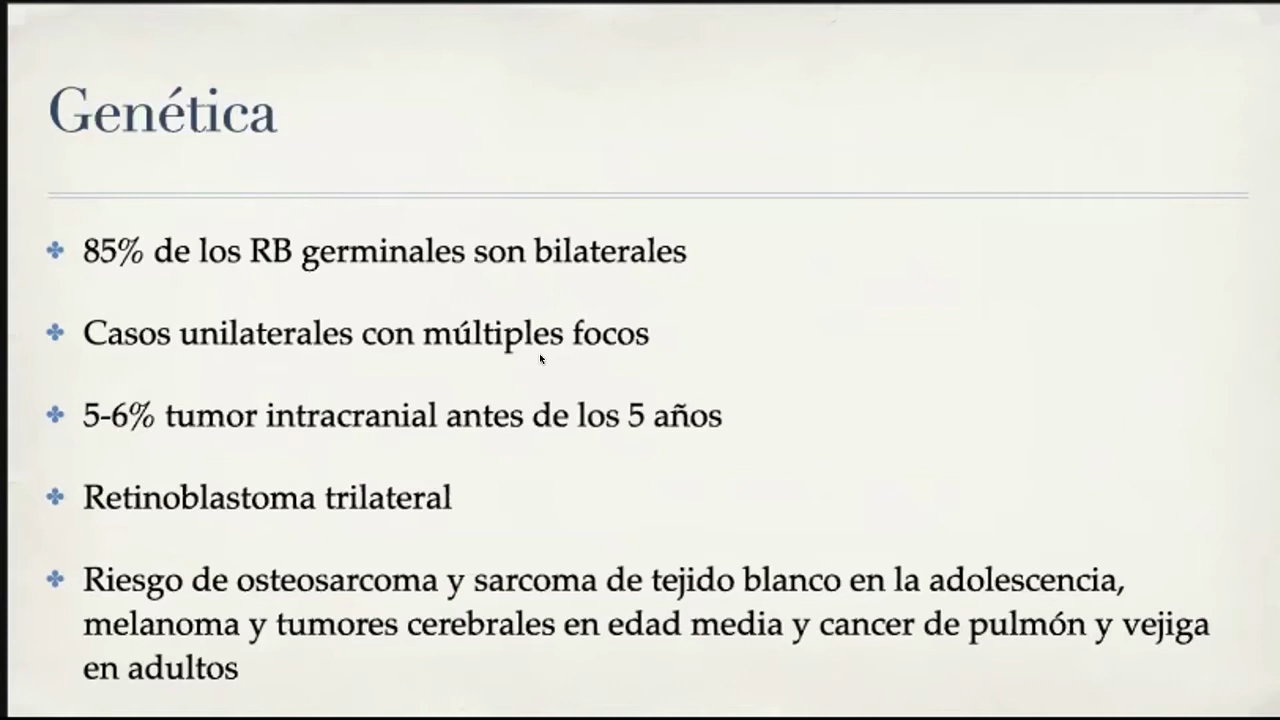 Genética
85% de los RB germinales son bilaterales
Casos unilaterales con múltiples focos
5-6% tumor intracranial antes de los 5 años
Retinoblastoma trilateral
Riesgo de osteosarcoma y sarcoma de tejido blanco en la adolescencia,
melanoma y tumores cerebrales en edad media y cancer de pulmón y vejiga
en adultos